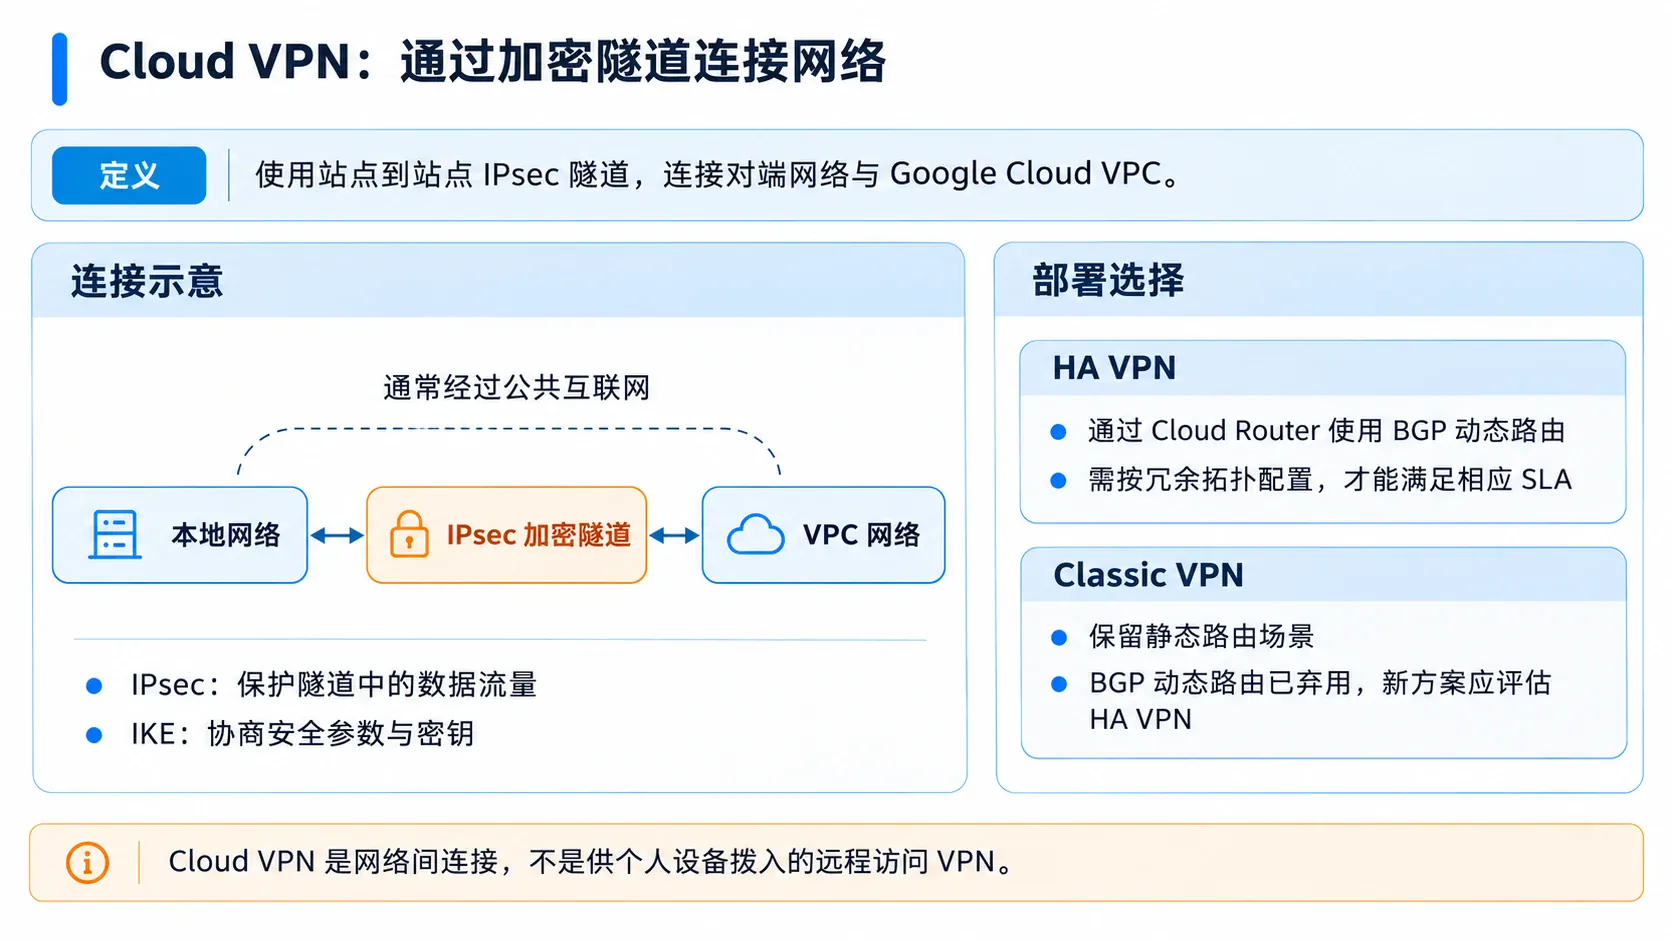 Cloud VPN：通过加密隧道连接网络
定义
使用站点到站点 IPsec 隧道，连接对端网络与 Google Cloud VPC。
连接示意
通常经过公共互联网
本地网络
IPsec 加密隧道
VPC 网络
IPsec：保护隧道中的数据流量
IKE：协商安全参数与密钥
部署选择
HA VPN
通过 Cloud Router 使用 BGP 动态路由
需按冗余拓扑配置，才能满足相应 SLA
Classic VPN
保留静态路由场景
BGP 动态路由已弃用，新方案应评估
HA VPN
Cloud VPN 是网络间连接，不是供个人设备拨入的远程访问 VPN。